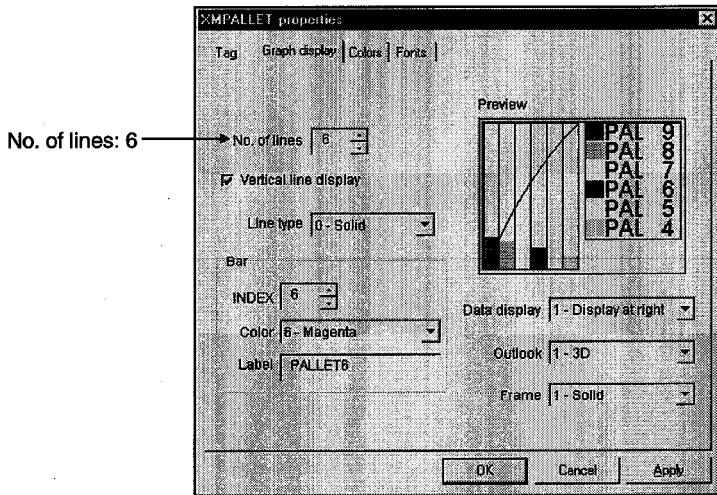 XMPALLET properties
Tag Graph display Colors Fonts
No. of lines: 6
No. of lines 6
Vertical line display
Line type 0 - Solid
Bar
INDEX 6
Color 6 - Magenta
Label PALLET6
Preview
PAL 9
PAL 8
PAL 7
PAL 6
PAL 5
PAL 4
Data display 1 - Display at right
Outlook 1 - 3D
Frame 1 - Solid
OK Cancel Apply